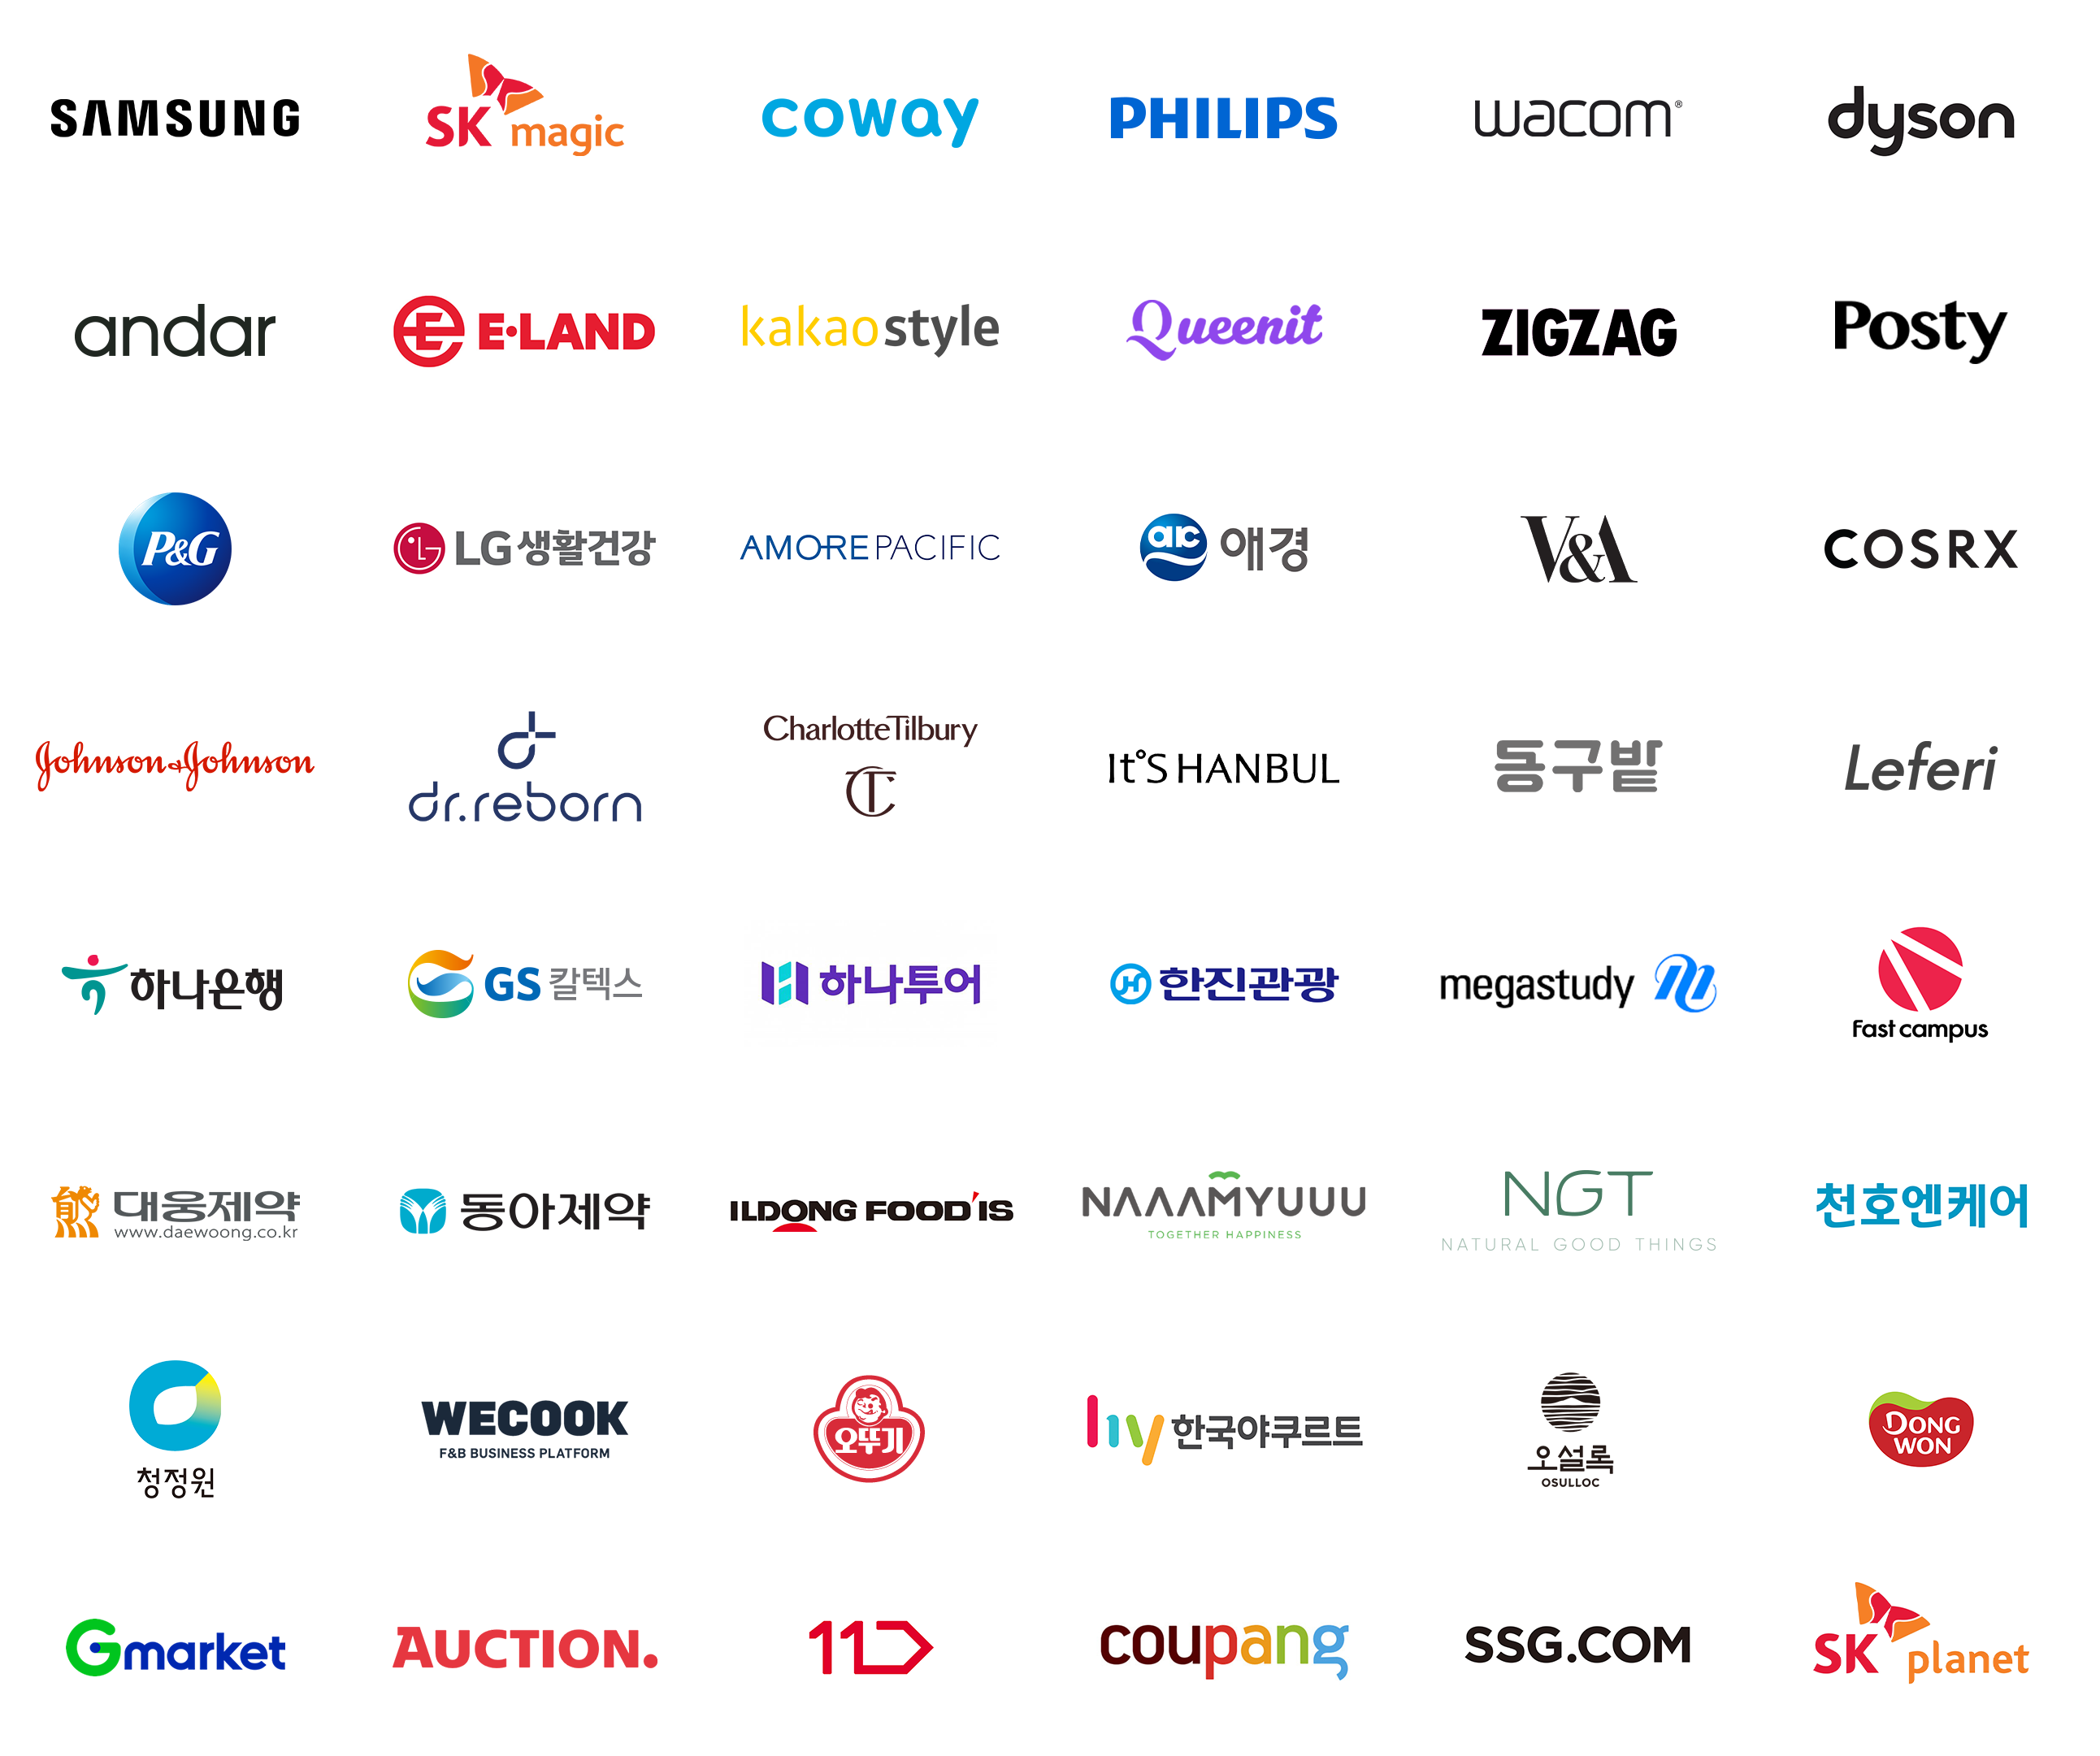 SAMSUNG
SK magic
coway
PHILIPS
wacom®
dyson
andar
E·LAND
kakaostyle
Queenit
ZIGZAG
Posty
P&G
LG 생활건강
AMOREPACIFIC
aĸ 애경
V&A
COSRX
Johnson&Johnson
dr.reborn
CharlotteTilbury
CT
It'S HANBUL
동구밭
Leferi
하나은행
GS 칼텍스
하나투어
한진관광
megastudy
Fast campus
대웅제약
www.daewoong.co.kr
동아제약
ILDONG FOOD'IS
NAAAMYUUU
TOGETHER HAPPINESS
NGT
NATURAL GOOD THINGS
천호엔케어
청정원
WECOOK
F&B BUSINESS PLATFORM
오뚜기
hy 한국야쿠르트
오설록
OSULLOC
DONG
WON
Gmarket
AUCTION.
11
coupang
SSG.COM
SK planet